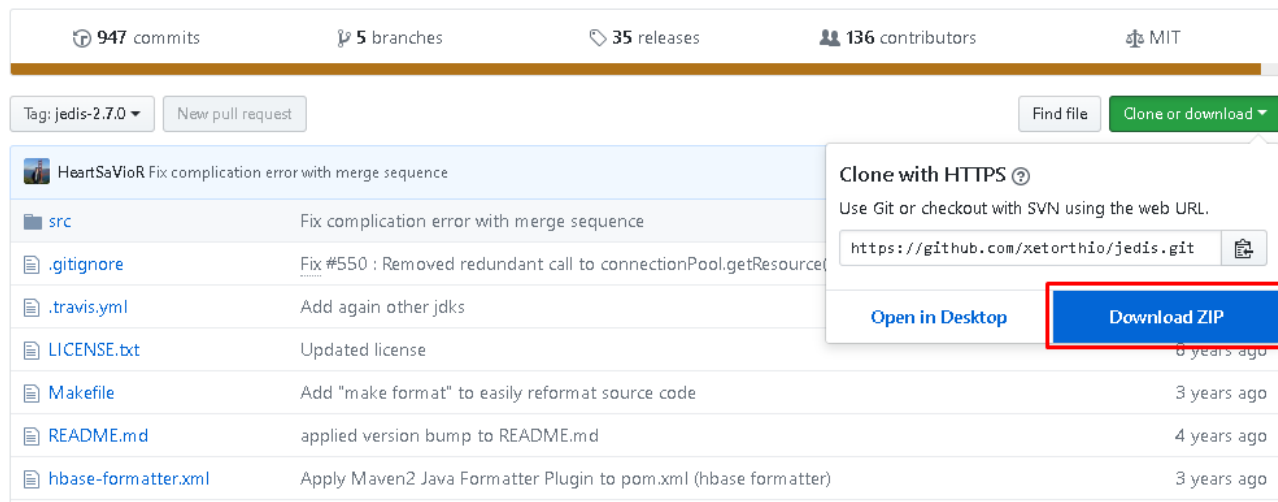 947 commits 5 branches 35 releases 136 contributors MIT
Tag: jedis-2.7.0 New pull request Find file Clone or download
HeartSaVioR Fix complication error with merge sequence
Clone with HTTPS
Use Git or checkout with SVN using the web URL.
https://github.com/xetorthio/jedis.git
Open in Desktop Download ZIP
src Fix complication error with merge sequence
.gitignore Fix #550 : Removed redundant call to connectionPool.getResource(
.travis.yml Add again other jdks
LICENSE.txt Updated license years ago
Makefile Add "make format" to easily reformat source code 3 years ago
README.md applied version bump to README.md 4 years ago
hbase-formatter.xml Apply Maven2 Java Formatter Plugin to pom.xml (hbase formatter) 3 years ago